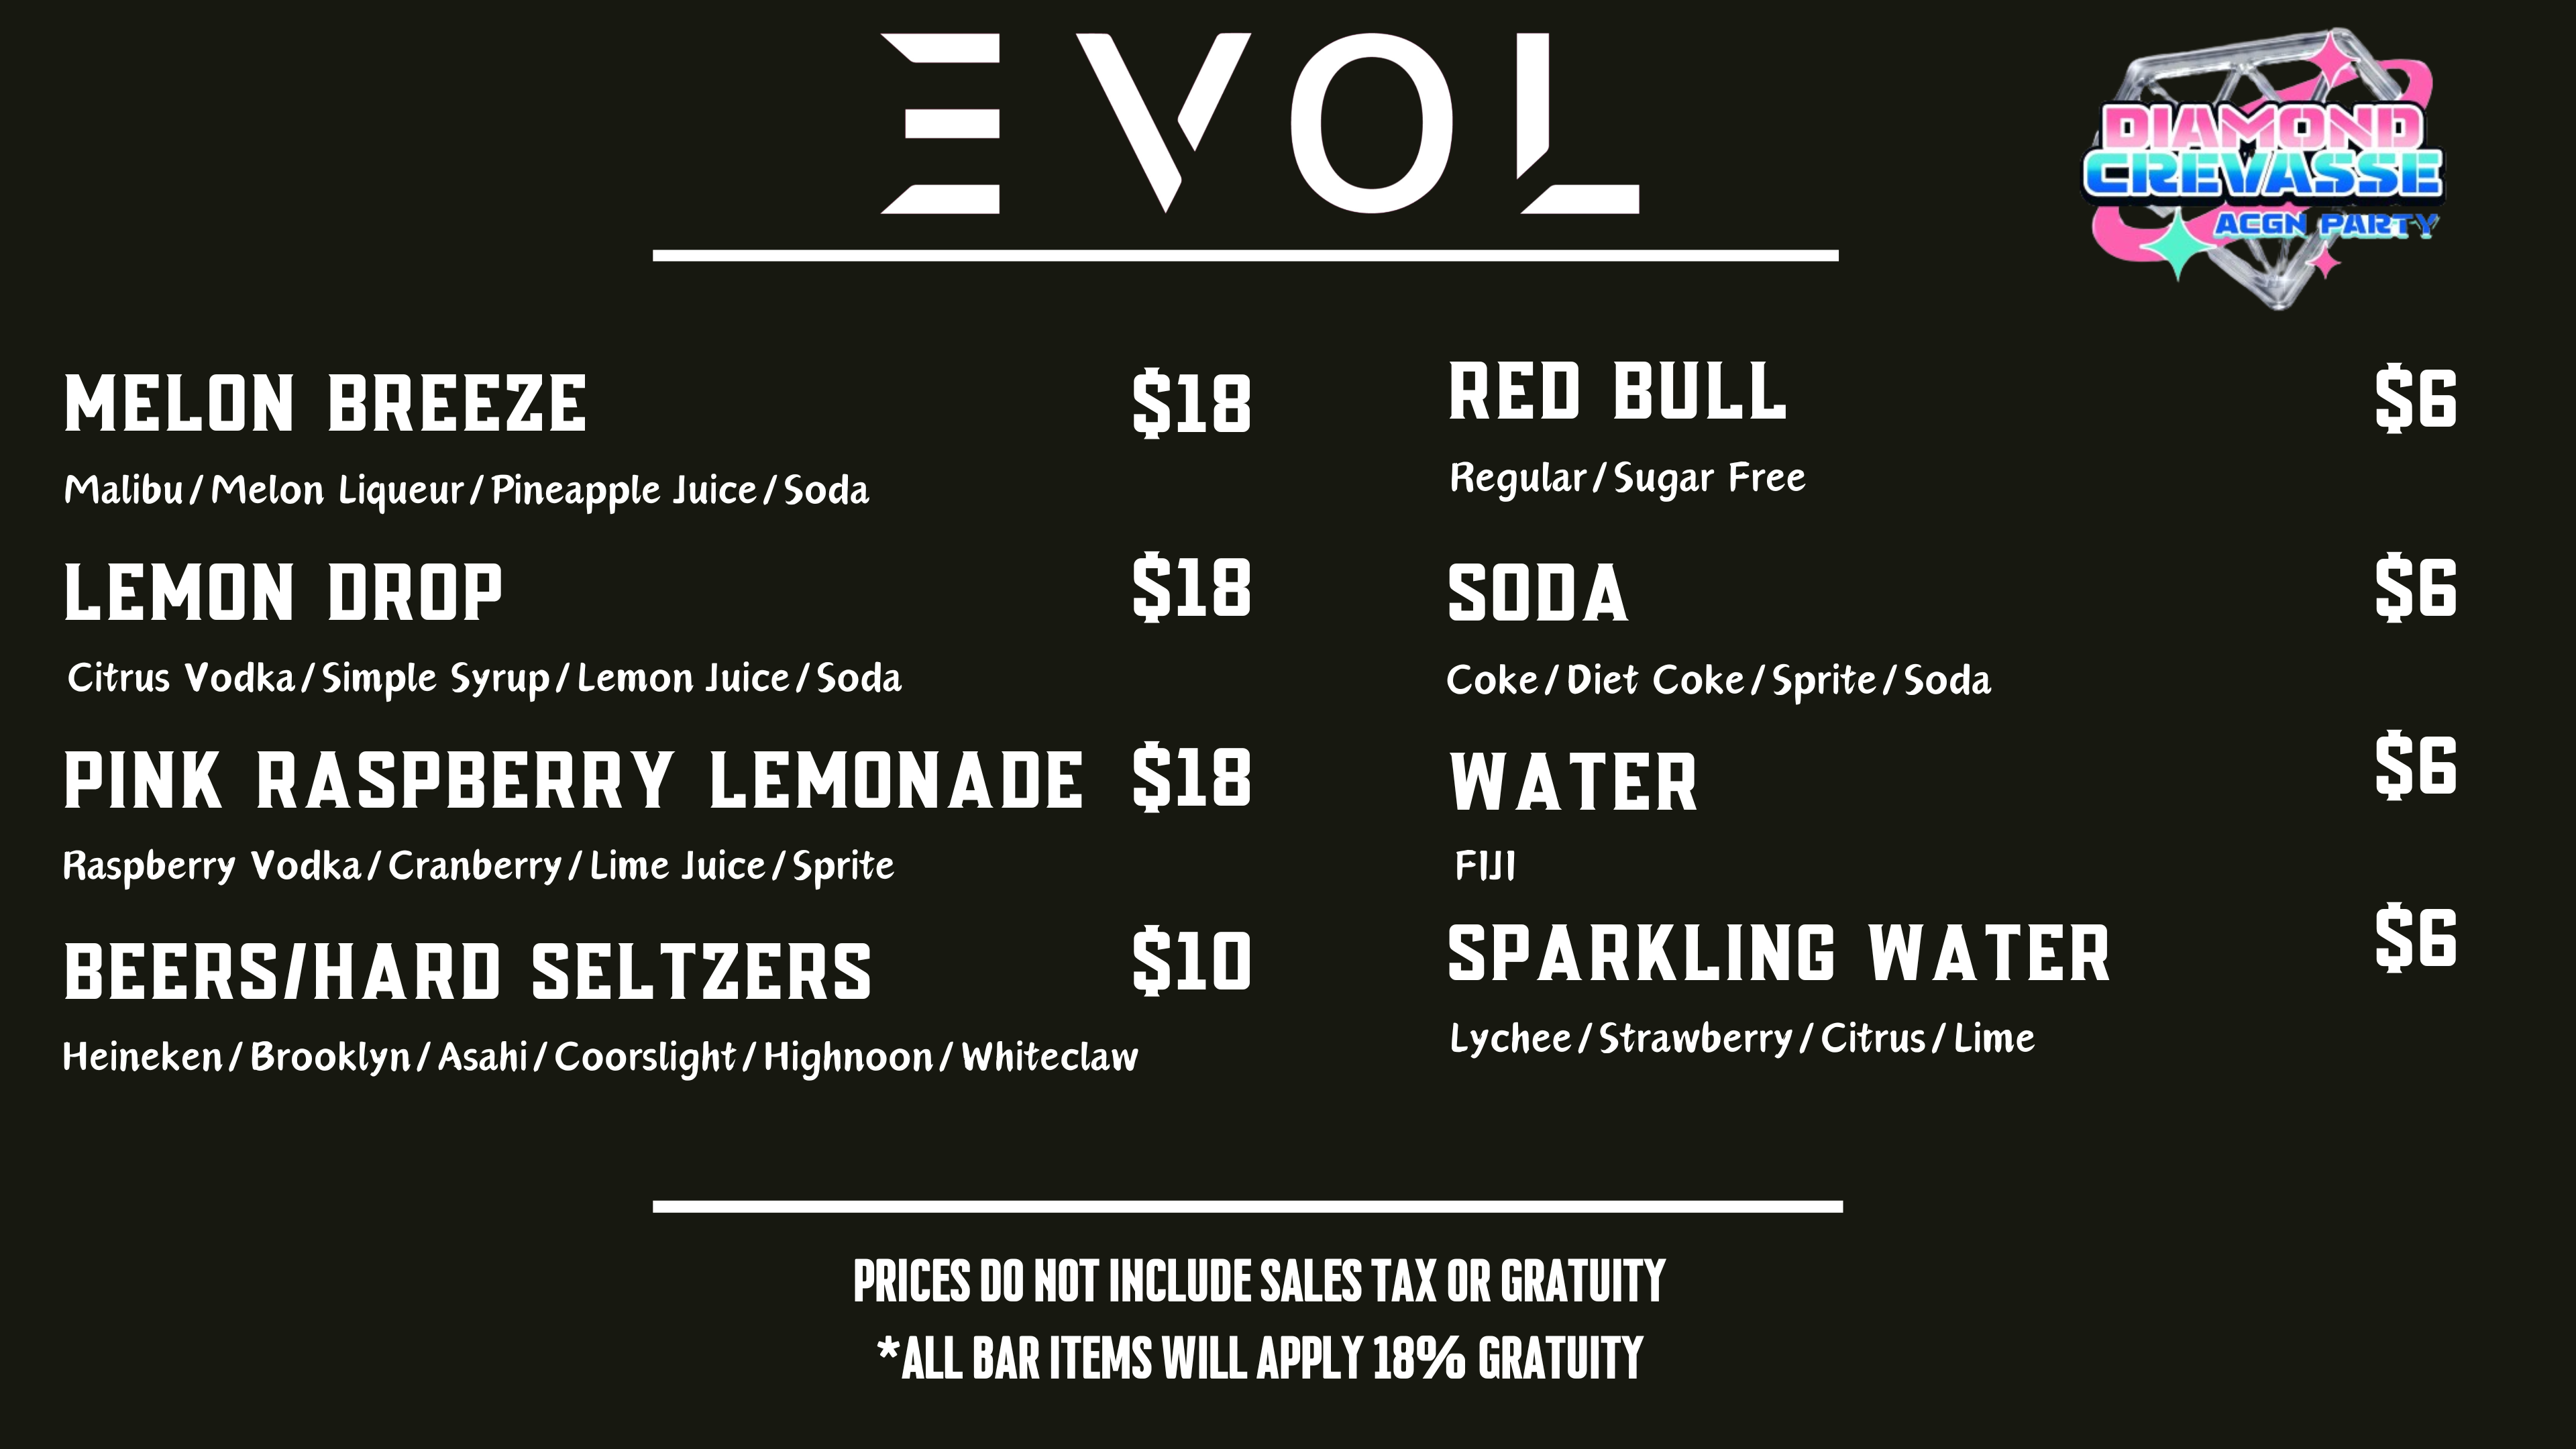 EVOL
DIAMOND
CREVASSE
ACGN PARTY
MELON BREEZE $18
Malibu/Melon Liqueur/Pineapple Juice/Soda
LEMON DROP $18
Citrus Vodka/Simple Syrup/Lemon Juice/Soda
PINK RASPBERRY LEMONADE $18
Raspberry Vodka/Cranberry/Lime Juice/Sprite
BEERS/HARD SELTZERS $10
Heineken/Brooklyn/Asahi/Coorslight/Highnoon/Whiteclaw
RED BULL $6
Regular/Sugar Free
SODA $6
Coke/Diet Coke/Sprite/Soda
WATER $6
FIJI
SPARKLING WATER $6
Lychee/Strawberry/Citrus/Lime
PRICES DO NOT INCLUDE SALES TAX OR GRATUITY
*ALL BAR ITEMS WILL APPLY 18% GRATUITY